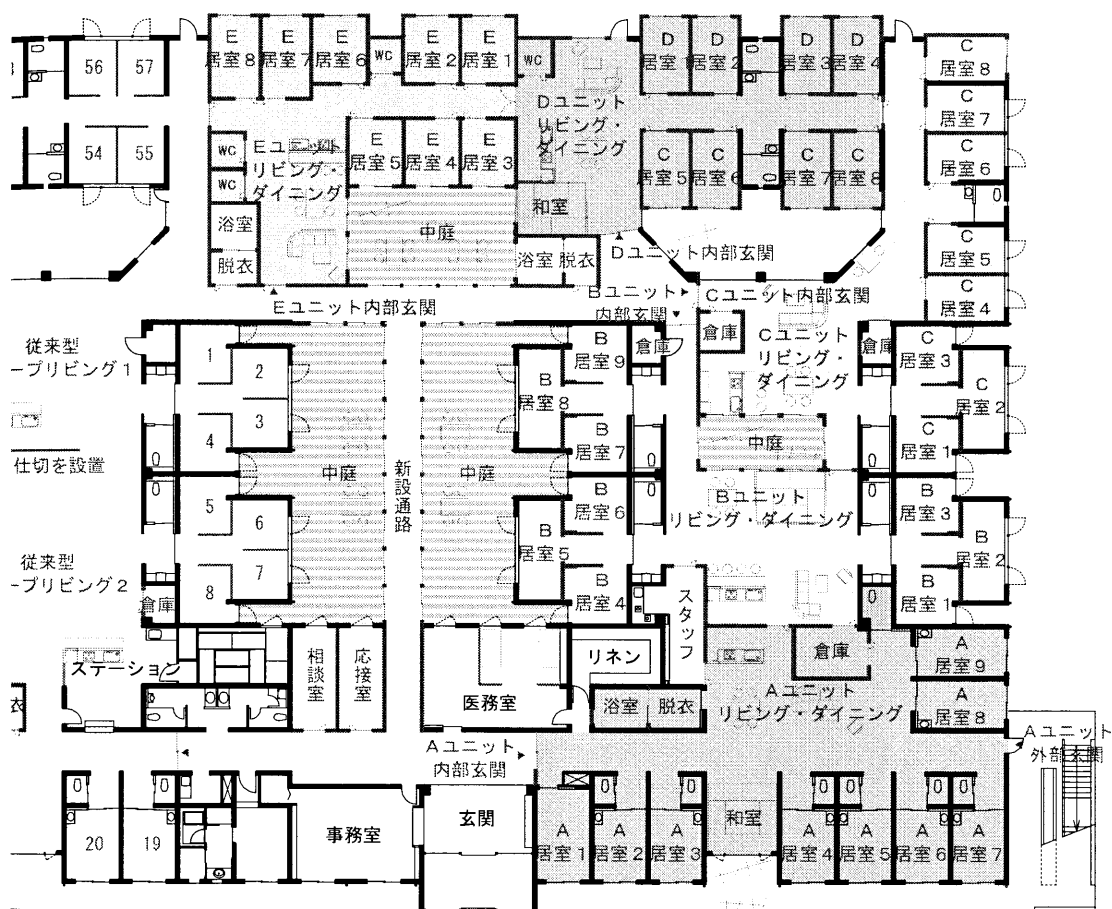 56
57
E
居室8
E
居室7
E
居室6
WC
E
居室2
E
居室1
WC
D
居室1
D
居室2
D
居室3
D
居室4
C
居室8
C
居室7
C
居室6
C
居室5
C
居室4
54
55
WC
WC
Eユニット
リビング・
ダイニング
E
居室5
E
居室4
E
居室3
Dユニット
リビング・
ダイニング
C
居室5
C
居室6
C
居室7
C
居室8
浴室
脱衣
中庭
和室
浴室
脱衣
Dユニット内部玄関
Eユニット内部玄関
Bユニット
内部玄関
Cユニット内部玄関
従来型
ープリビング1
1
2
3
4
仕切を設置
中庭
新設通路
中庭
B
居室9
B
居室8
B
居室7
倉庫
倉庫
Cユニット
リビング・
ダイニング
倉庫
C
居室3
C
居室2
C
居室1
中庭
従来型
ープリビング2
5
6
7
8
倉庫
B
居室6
B
居室5
B
居室4
Bユニット
リビング・ダイニング
B
居室3
B
居室2
B
居室1
スタッフ
ステーション
相談室
応接室
医務室
リネン
浴室
脱衣
倉庫
Aユニット
リビング・ダイニング
A
居室9
A
居室8
衣
Aユニット
内部玄関
Aユニット
外部玄関
20
19
事務室
玄関
A
居室1
A
居室2
A
居室3
和室
A
居室4
A
居室5
A
居室6
A
居室7